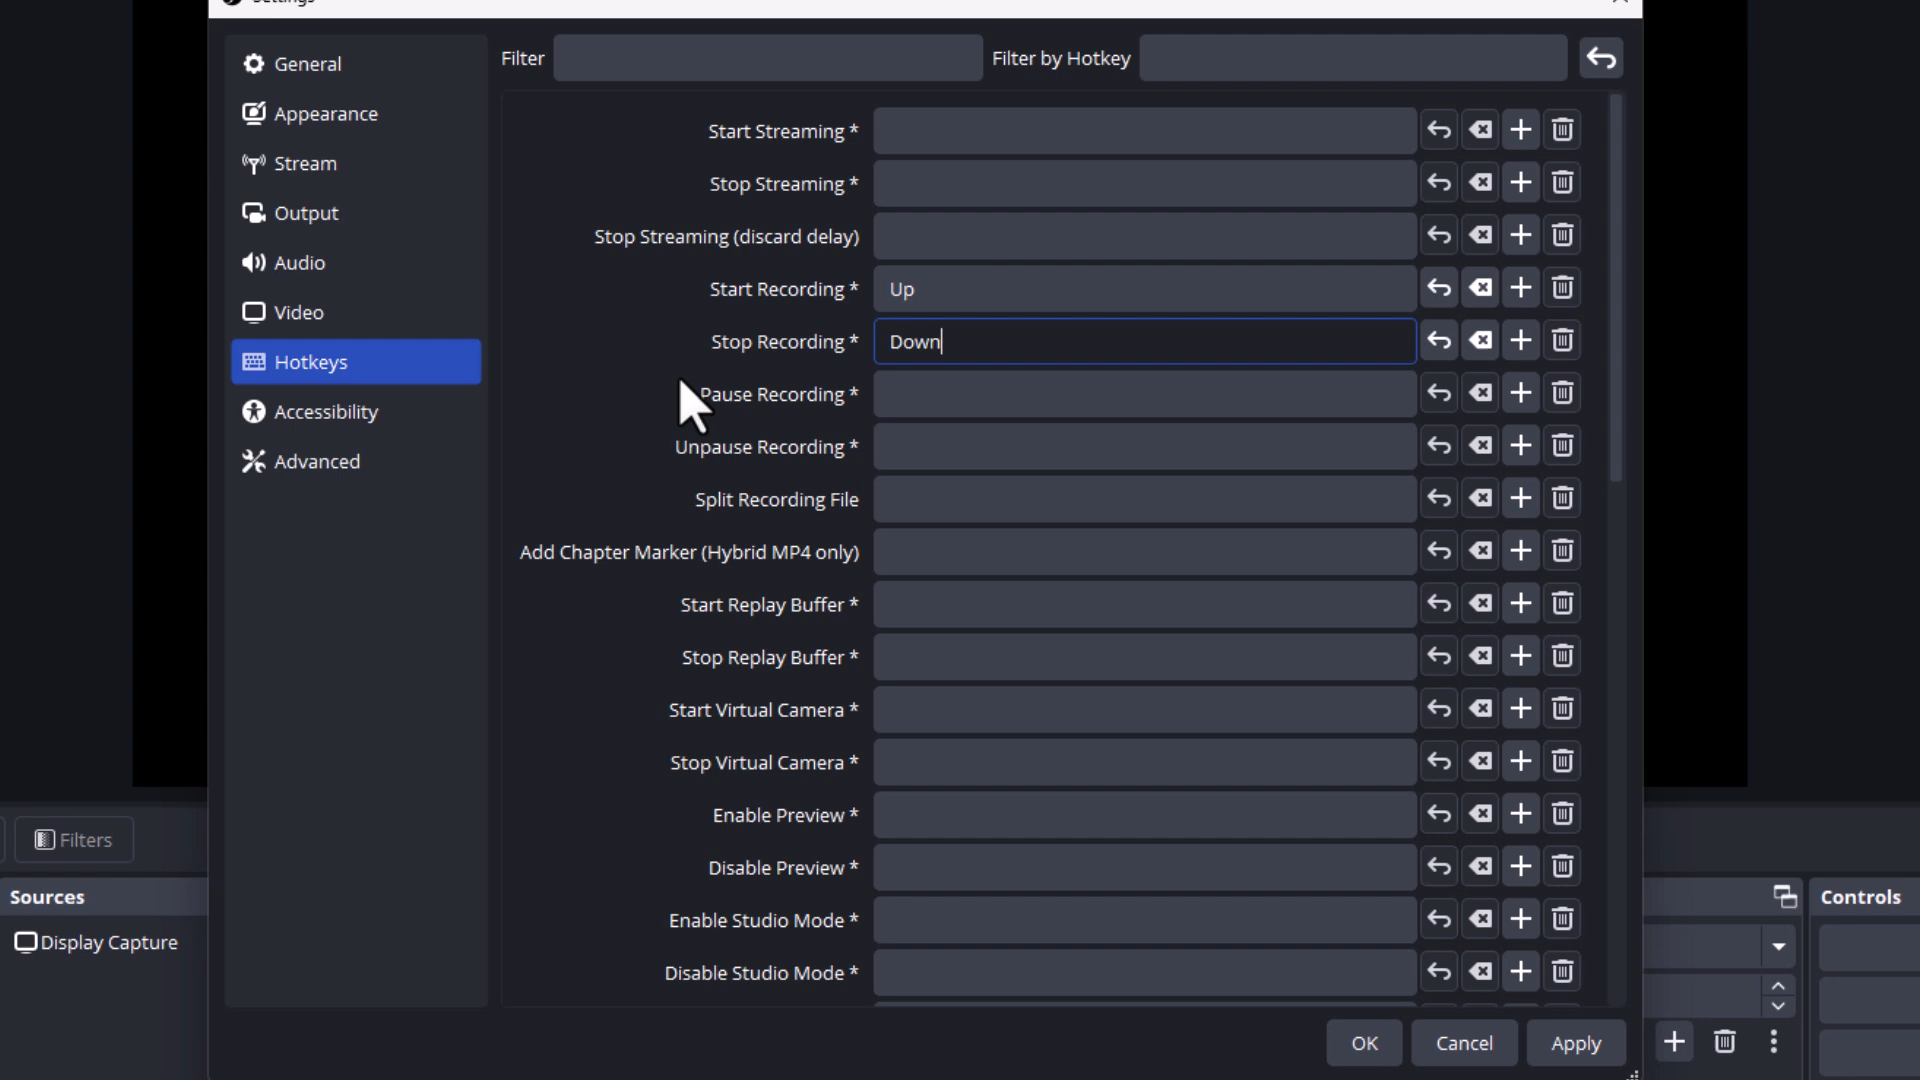 Settings
General
Appearance
Stream
Output
Audio
Video
Hotkeys
Accessibility
Advanced
Filter
Filter by Hotkey
Start Streaming *
Stop Streaming *
Stop Streaming (discard delay)
Start Recording * Up
Stop Recording * Down
Pause Recording *
Unpause Recording *
Split Recording File
Add Chapter Marker (Hybrid MP4 only)
Start Replay Buffer *
Stop Replay Buffer *
Start Virtual Camera *
Stop Virtual Camera *
Enable Preview *
Disable Preview *
Enable Studio Mode *
Disable Studio Mode *
OK
Cancel
Apply
Filters
Sources
Display Capture
Controls